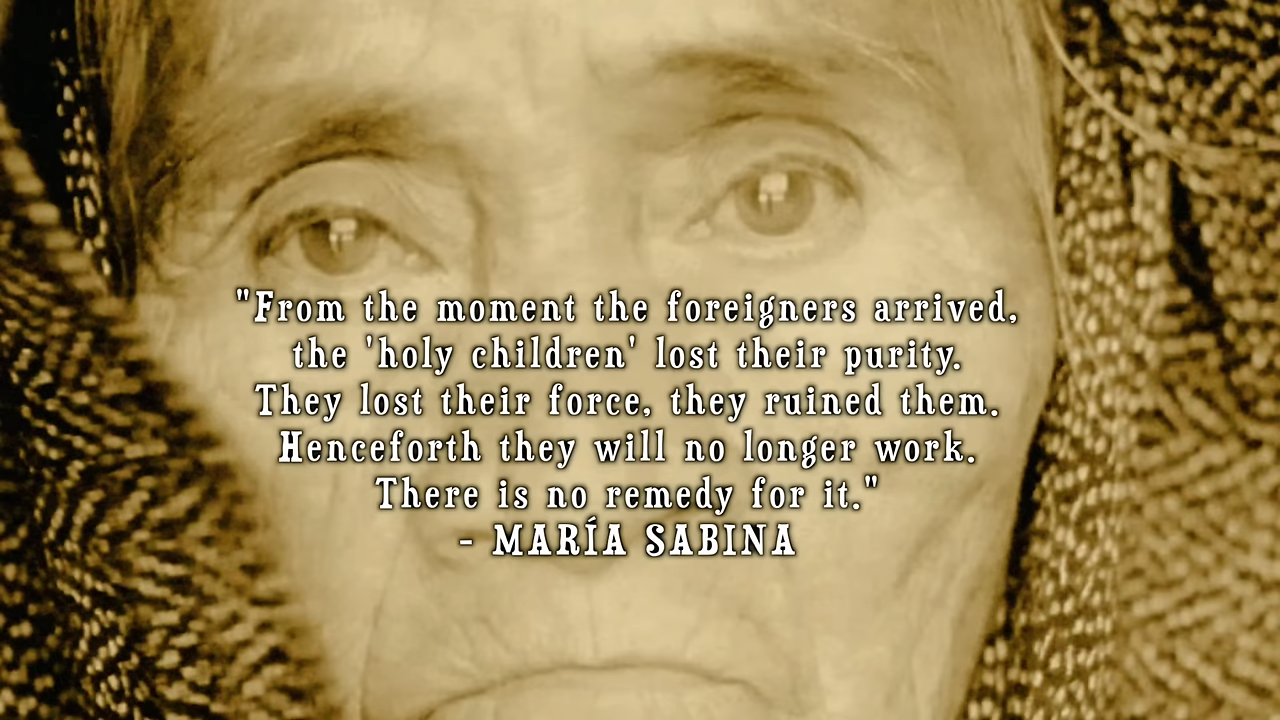 "From the moment the foreigners arrived,
the 'holy children' lost their purity.
They lost their force, they ruined them.
Henceforth they will no longer work.
There is no remedy for it."
- MARÍA SABINA